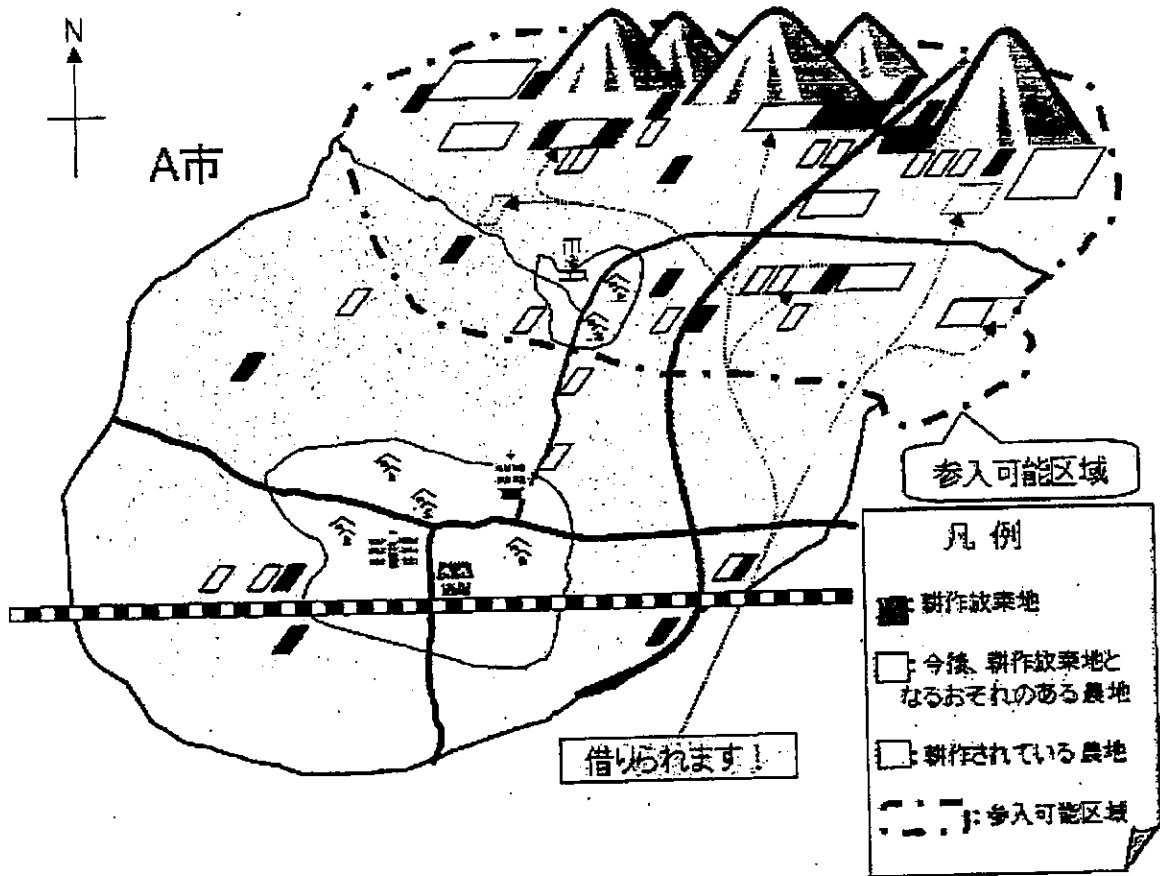 N
A市
参入可能区域
凡例
:耕作放棄地
:今後、耕作放棄地と
なるおそれのある農地
:耕作されている農地
:参入可能区域
借りられます!